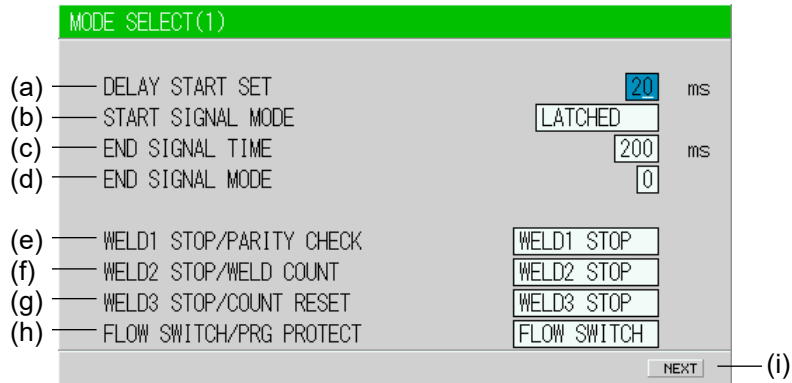 MODE SELECT(1)
(a) DELAY START SET 20 ms
(b) START SIGNAL MODE LATCHED
(c) END SIGNAL TIME 200 ms
(d) END SIGNAL MODE 0
(e) WELD1 STOP/PARITY CHECK WELD1 STOP
(f) WELD2 STOP/WELD COUNT WELD2 STOP
(g) WELD3 STOP/COUNT RESET WELD3 STOP
(h) FLOW SWITCH/PRG PROTECT FLOW SWITCH
NEXT (i)